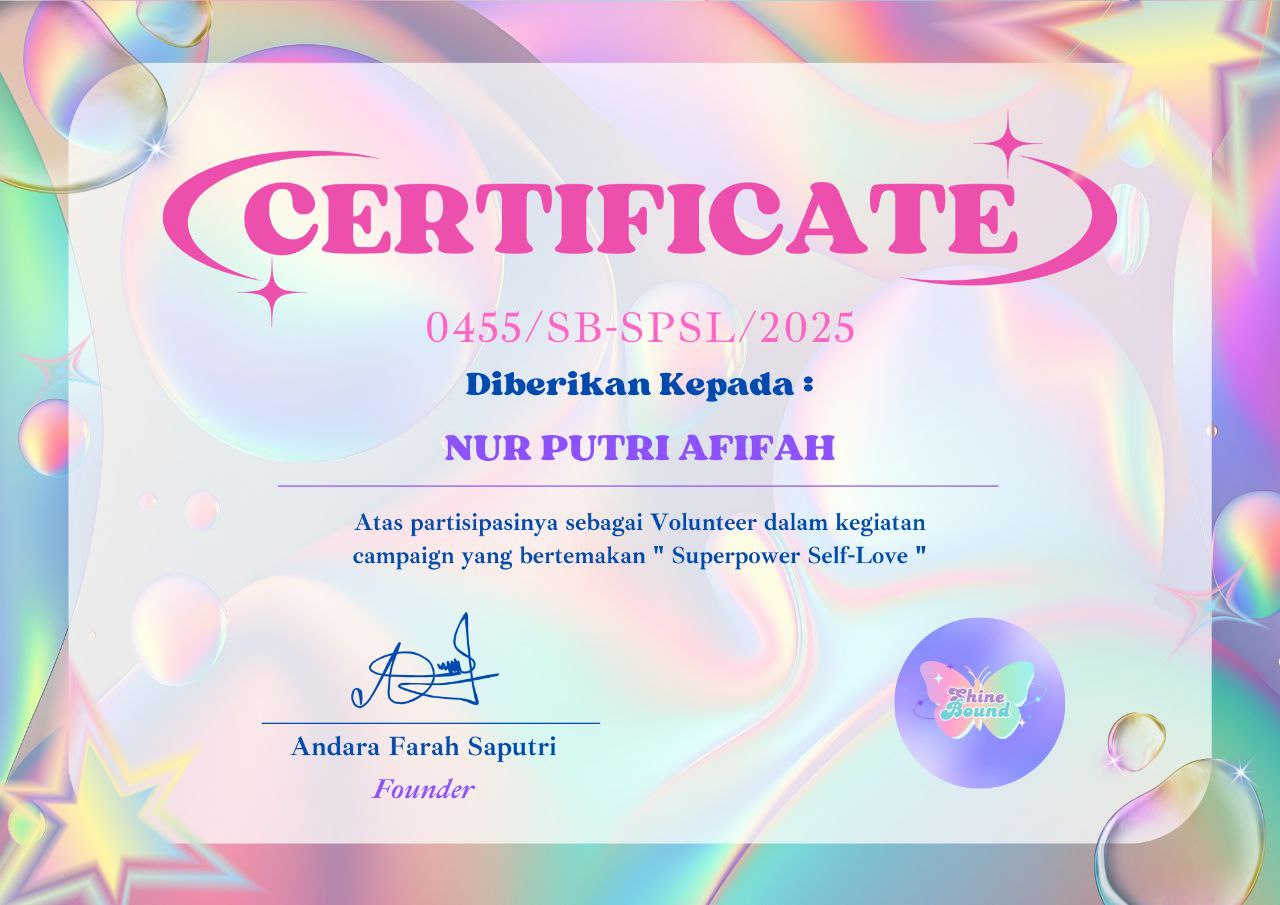 CERTIFICATE
0455/SB-SPSL/2025
Diberikan Kepada :
NUR PUTRI AFIFAH
Atas partisipasinya sebagai Volunteer dalam kegiatan
campaign yang bertemakan " Superpower Self-Love "
Andara Farah Saputri
Founder
Shine
Bound